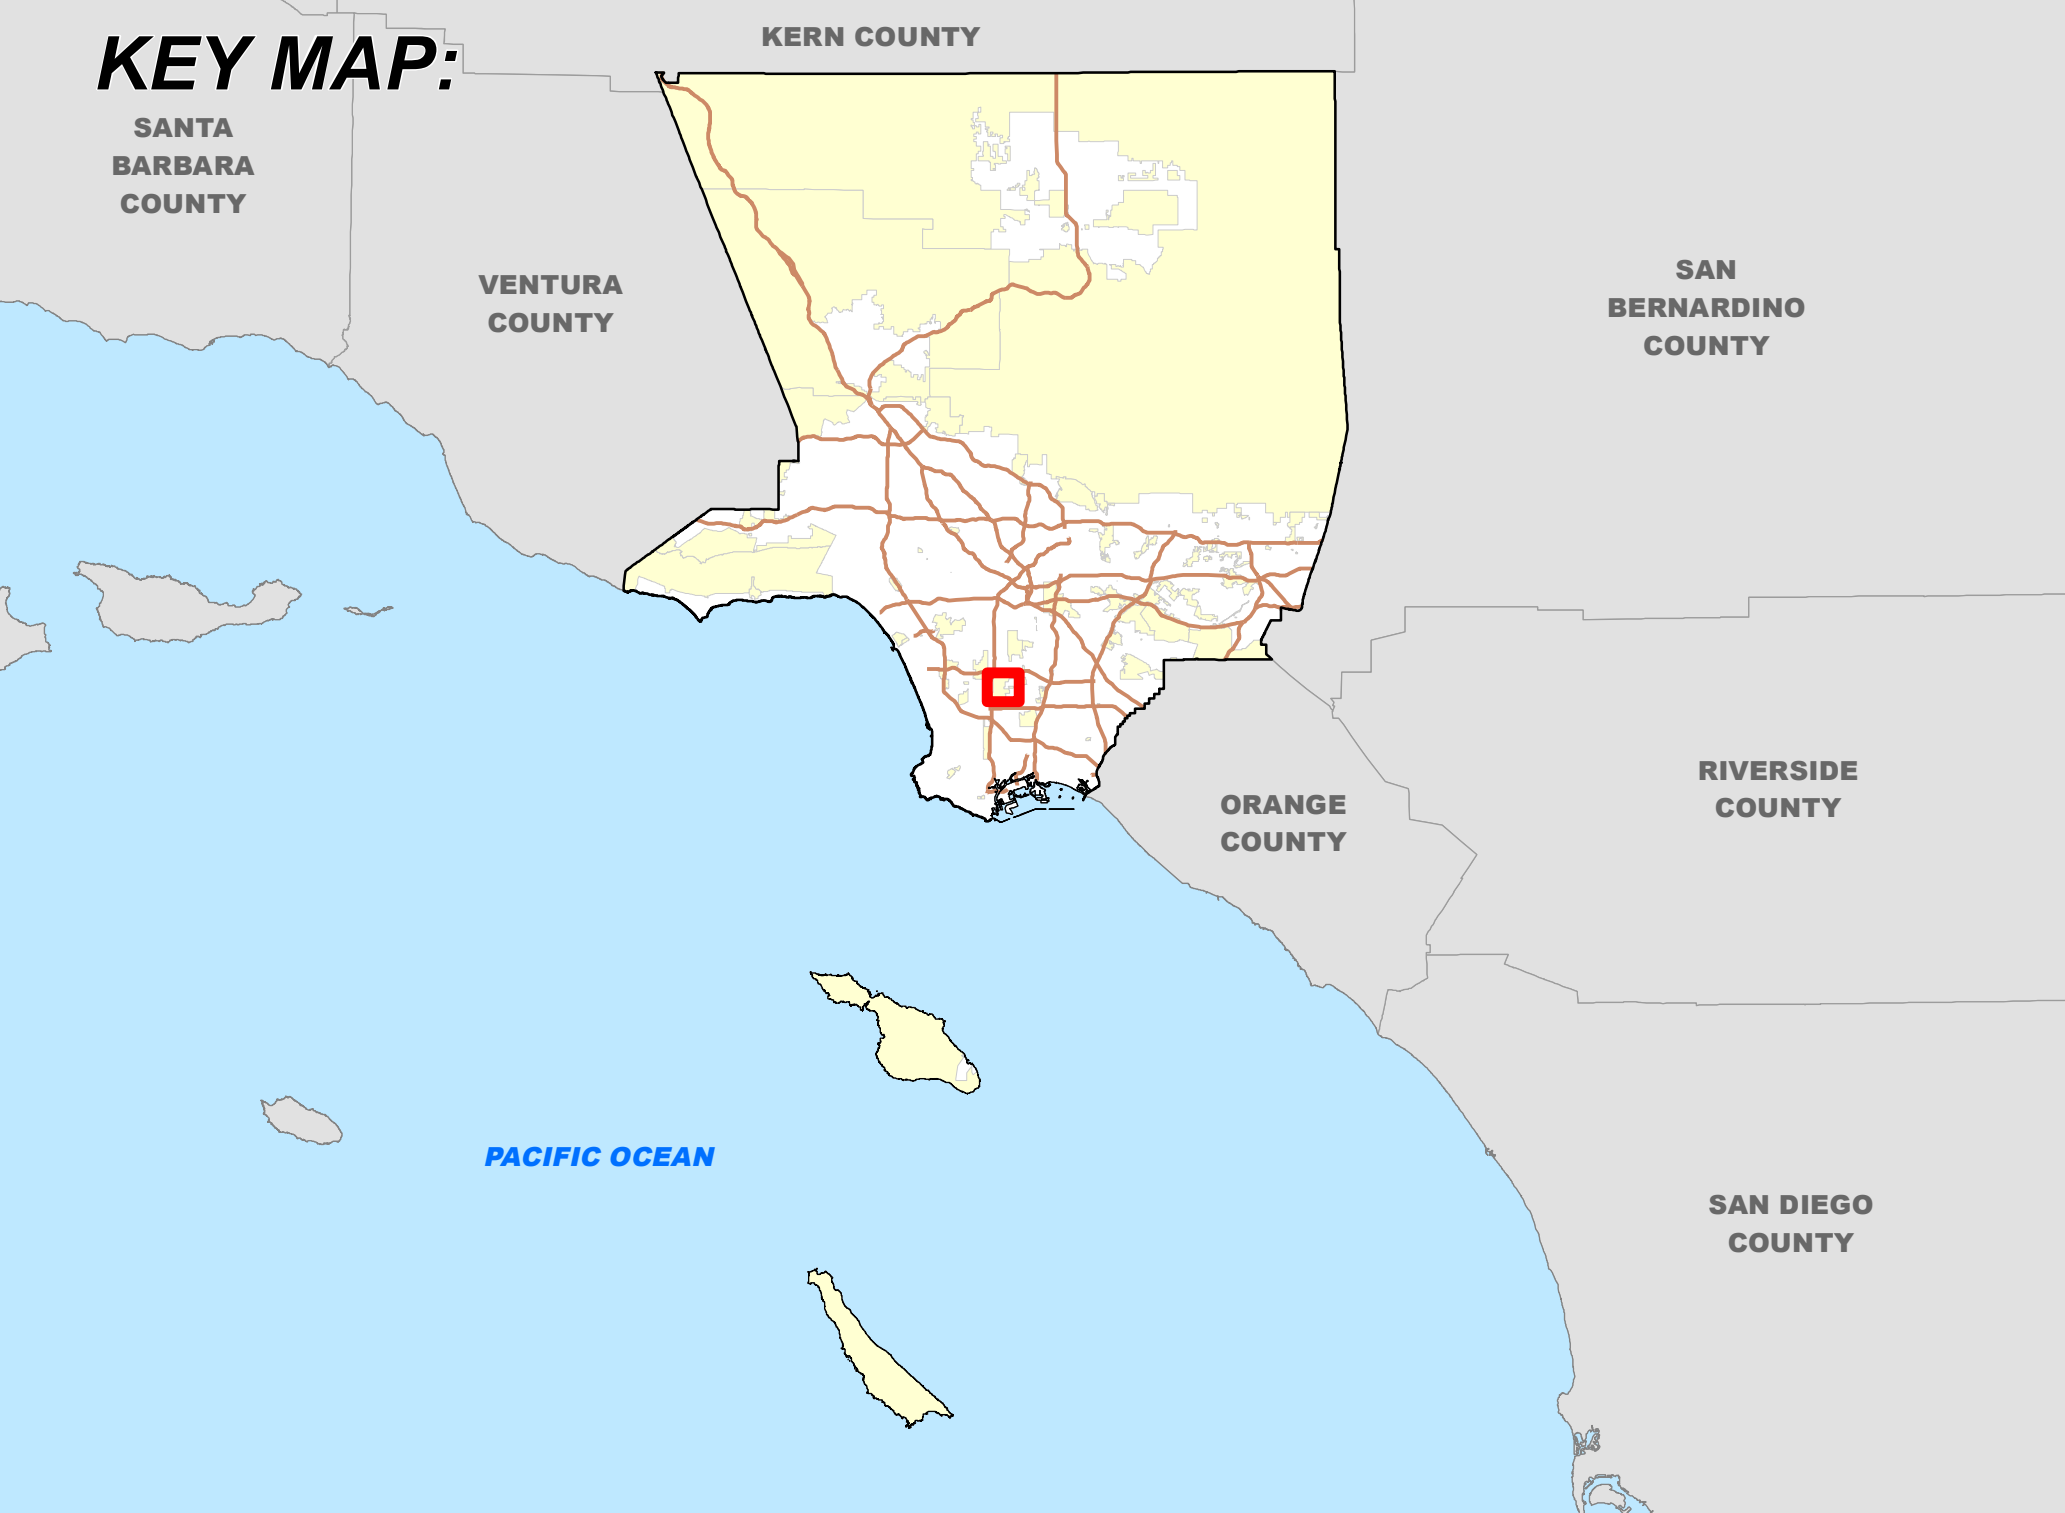 KEY MAP:
KERN COUNTY
SANTA
BARBARA
COUNTY
VENTURA
COUNTY
SAN
BERNARDINO
COUNTY
RIVERSIDE
COUNTY
ORANGE
COUNTY
PACIFIC OCEAN
SAN DIEGO
COUNTY